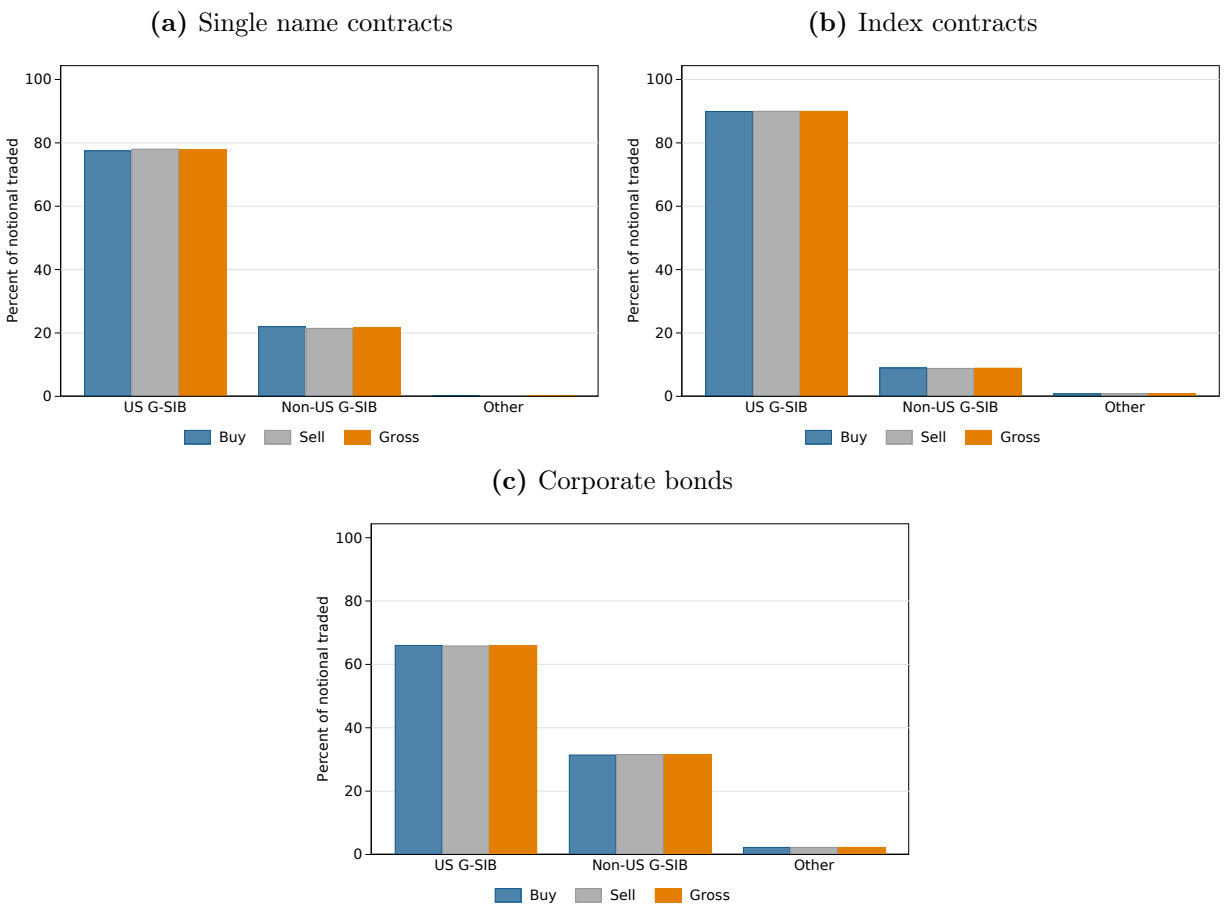 (a) Single name contracts
Percent of notional traded
100
80
60
40
20
0
US G-SIB Non-US G-SIB Other
Buy Sell Gross
(b) Index contracts
Percent of notional traded
100
80
60
40
20
0
US G-SIB Non-US G-SIB Other
Buy Sell Gross
(c) Corporate bonds
Percent of notional traded
100
80
60
40
20
0
US G-SIB Non-US G-SIB Other
Buy Sell Gross